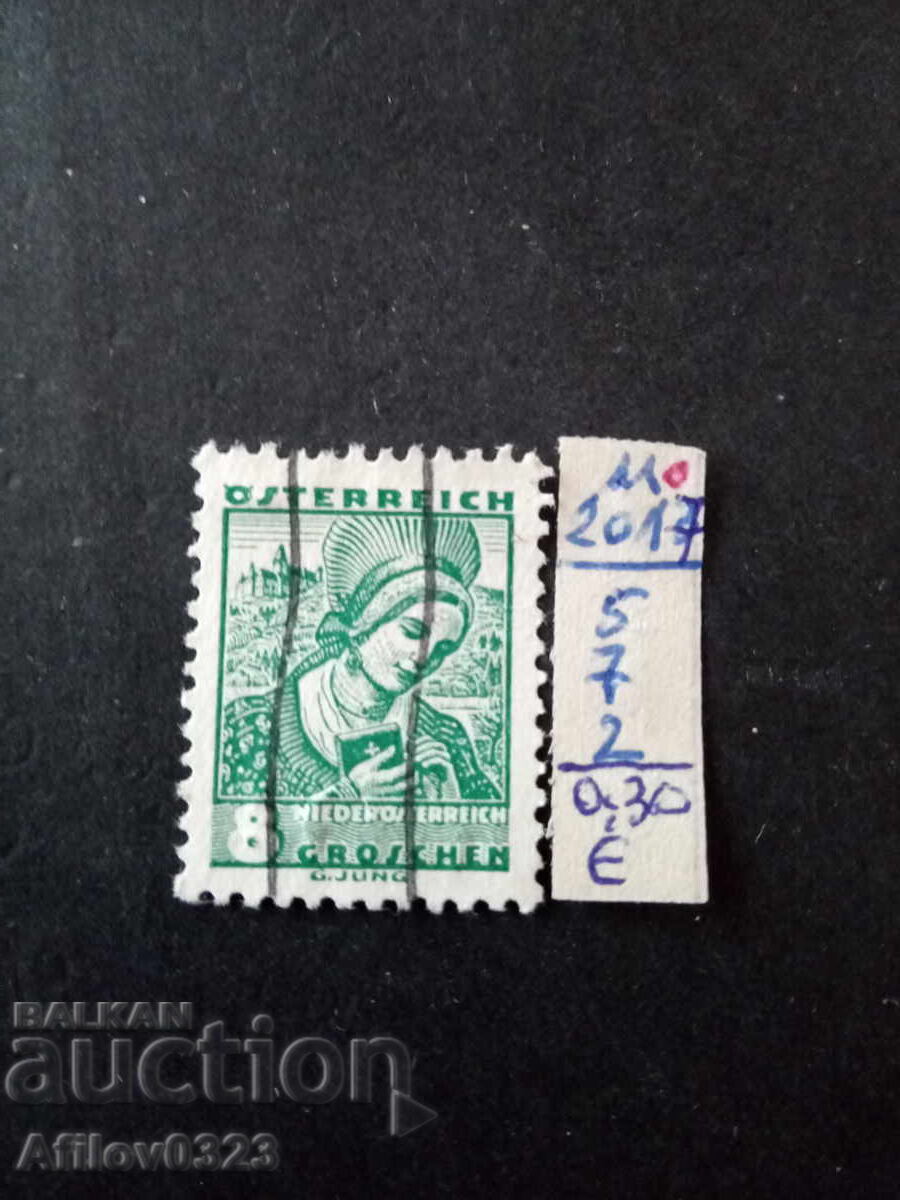 ÖSTERREICH
8
NIEDERÖSTERREICH
GROSCHEN
G.JUNG
2017
5
7
2
0.30
BALKAN
auction
Afilov0323